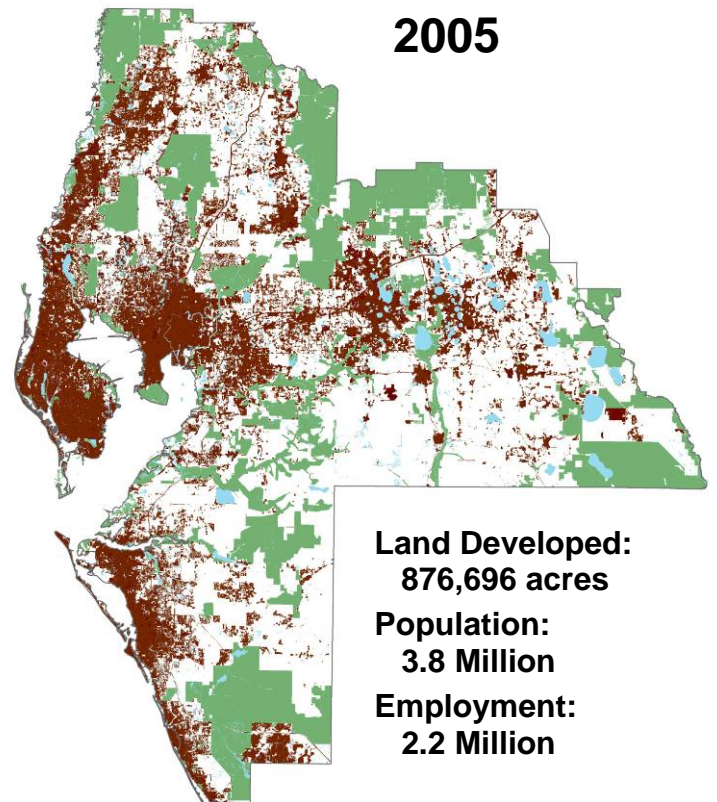 2005
Land Developed:
876,696 acres
Population:
3.8 Million
Employment:
2.2 Million